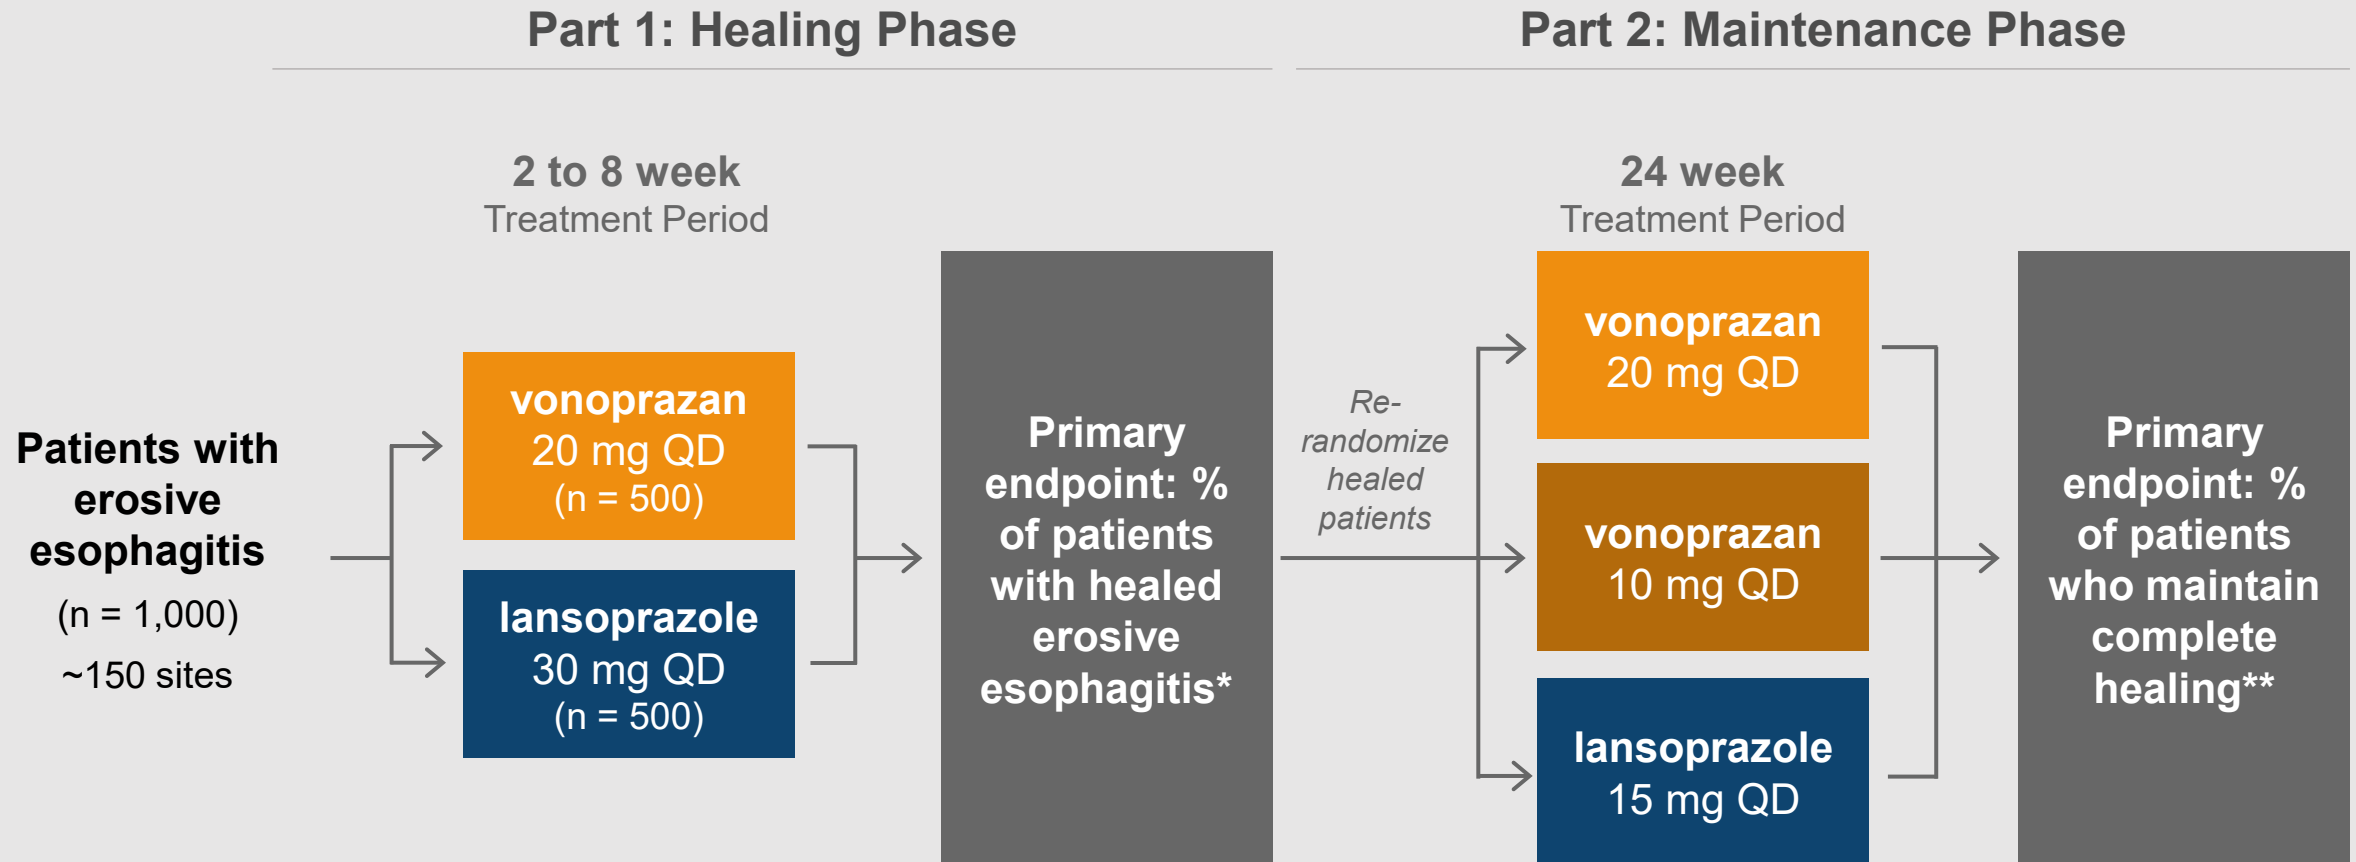 Part 1: Healing Phase
2 to 8 week
Treatment Period
Patients with
erosive
esophagitis
(n = 1,000)
~150 sites
vonoprazan
20 mg QD
(n = 500)
lansoprazole
30 mg QD
(n = 500)
Primary
endpoint: %
of patients
with healed
erosive
esophagitis*
Part 2: Maintenance Phase
24 week
Treatment Period
Re-
randomize
healed
patients
vonoprazan
20 mg QD
vonoprazan
10 mg QD
lansoprazole
15 mg QD
Primary
endpoint: %
of patients
who maintain
complete
healing**